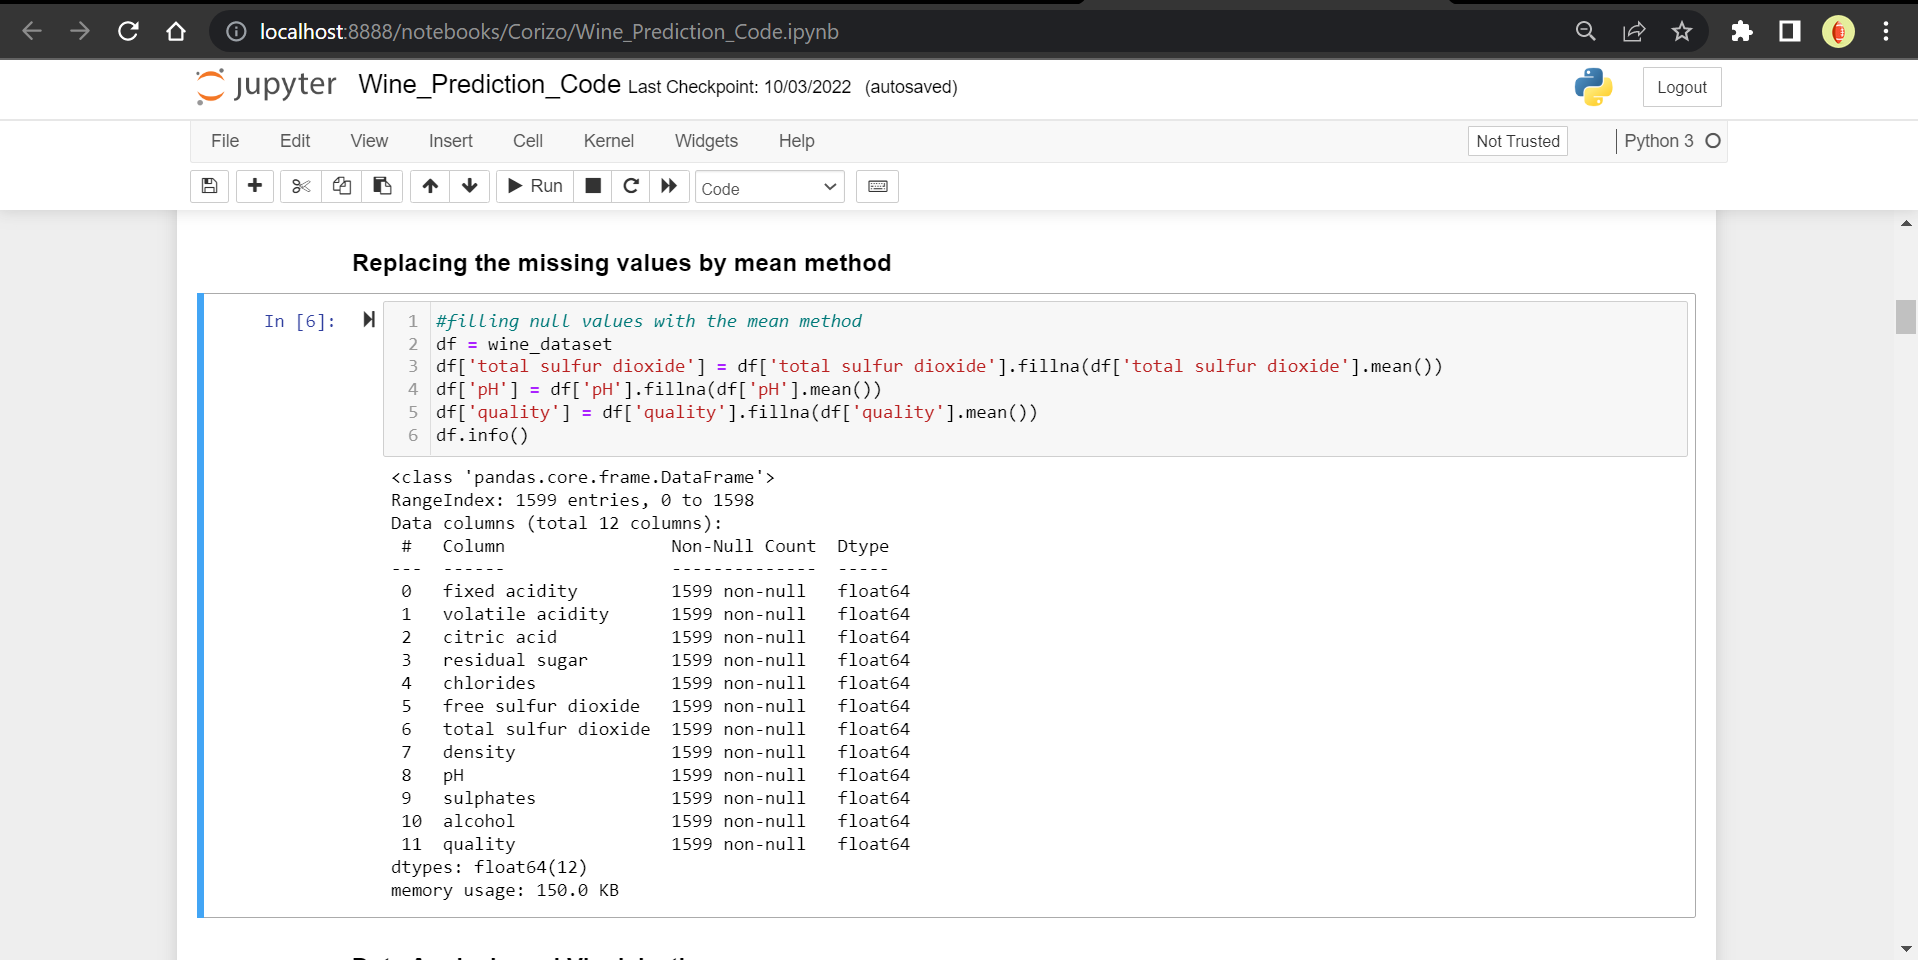 localhost:8888/notebooks/Corizo/Wine_Prediction_Code.ipynb
jupyter Wine_Prediction_Code Last Checkpoint: 10/03/2022 (autosaved)
Logout
File Edit View Insert Cell Kernel Widgets Help
Not Trusted
Python 3
Run
Code
Replacing the missing values by mean method
In [6]:
1 #filling null values with the mean method
2 df = wine_dataset
3 df['total sulfur dioxide'] = df['total sulfur dioxide'].fillna(df['total sulfur dioxide'].mean())
4 df['pH'] = df['pH'].fillna(df['pH'].mean())
5 df['quality'] = df['quality'].fillna(df['quality'].mean())
6 df.info()
<class 'pandas.core.frame.DataFrame'>
RangeIndex: 1599 entries, 0 to 1598
Data columns (total 12 columns):
# Column Non-Null Count Dtype
--- ------ -------------- -----
0 fixed acidity 1599 non-null float64
1 volatile acidity 1599 non-null float64
2 citric acid 1599 non-null float64
3 residual sugar 1599 non-null float64
4 chlorides 1599 non-null float64
5 free sulfur dioxide 1599 non-null float64
6 total sulfur dioxide 1599 non-null float64
7 density 1599 non-null float64
8 pH 1599 non-null float64
9 sulphates 1599 non-null float64
10 alcohol 1599 non-null float64
11 quality 1599 non-null float64
dtypes: float64(12)
memory usage: 150.0 KB